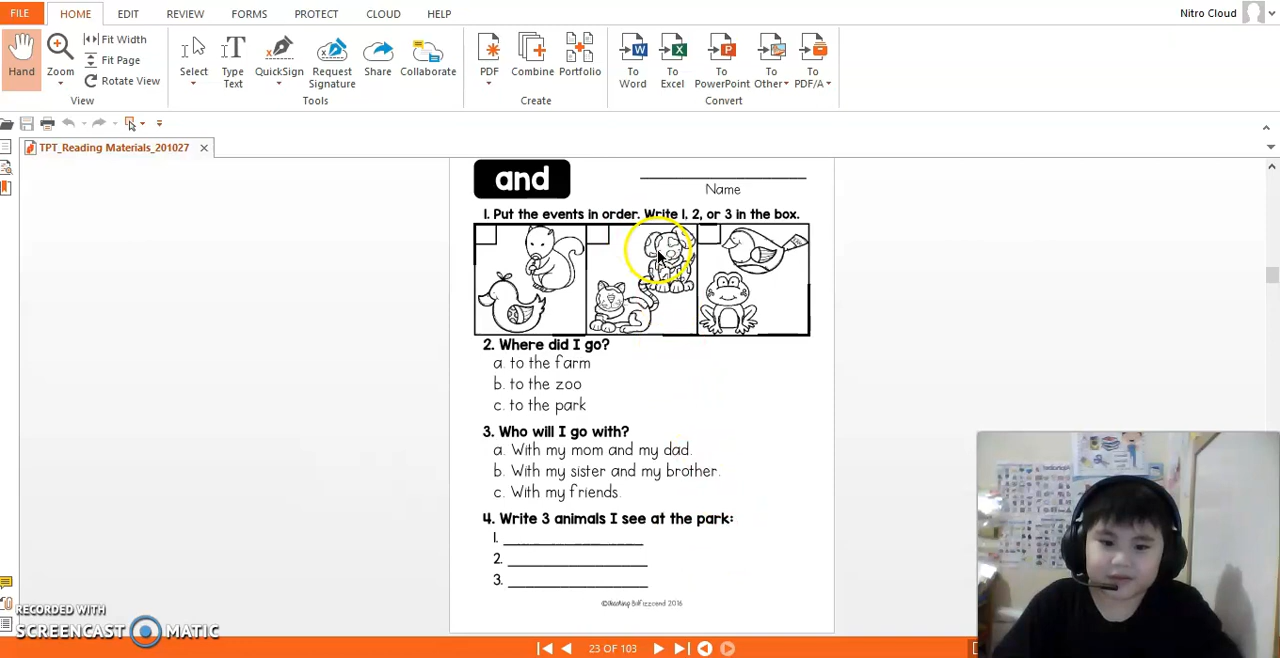 FILE HOME EDIT REVIEW FORMS PROTECT CLOUD HELP Nitro Cloud
Hand
Zoom
Fit Width
Fit Page
Rotate View
View
Select
Type Text
QuickSign
Request Signature
Share
Collaborate
Tools
PDF
Combine
Portfolio
Create
To Word
To Excel
To PowerPoint
To Other
To PDF/A
Convert
TPT_Reading Materials_201027
and
Name
1. Put the events in order. Write 1, 2, or 3 in the box.
2. Where did I go?
a. to the farm
b. to the zoo
c. to the park
3. Who will I go with?
a. With my mom and my dad.
b. With my sister and my brother.
c. With my friends.
4. Write 3 animals I see at the park:
1.
2.
3.
23 OF 103
RECORDED WITH
SCREENCAST MATIC